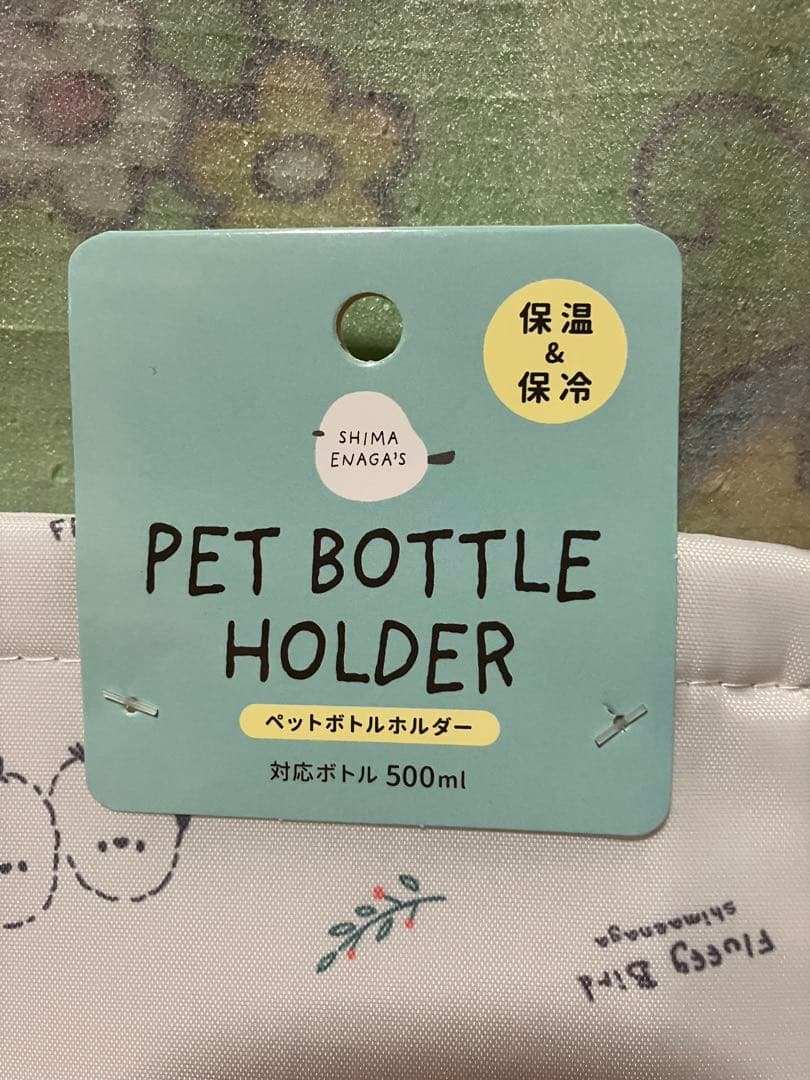 保温
&
保冷
SHIMA
ENAGA'S
PET BOTTLE
HOLDER
ペットボトルホルダー
対応ボトル 500ml
Fluffy Bird
shimaenaga